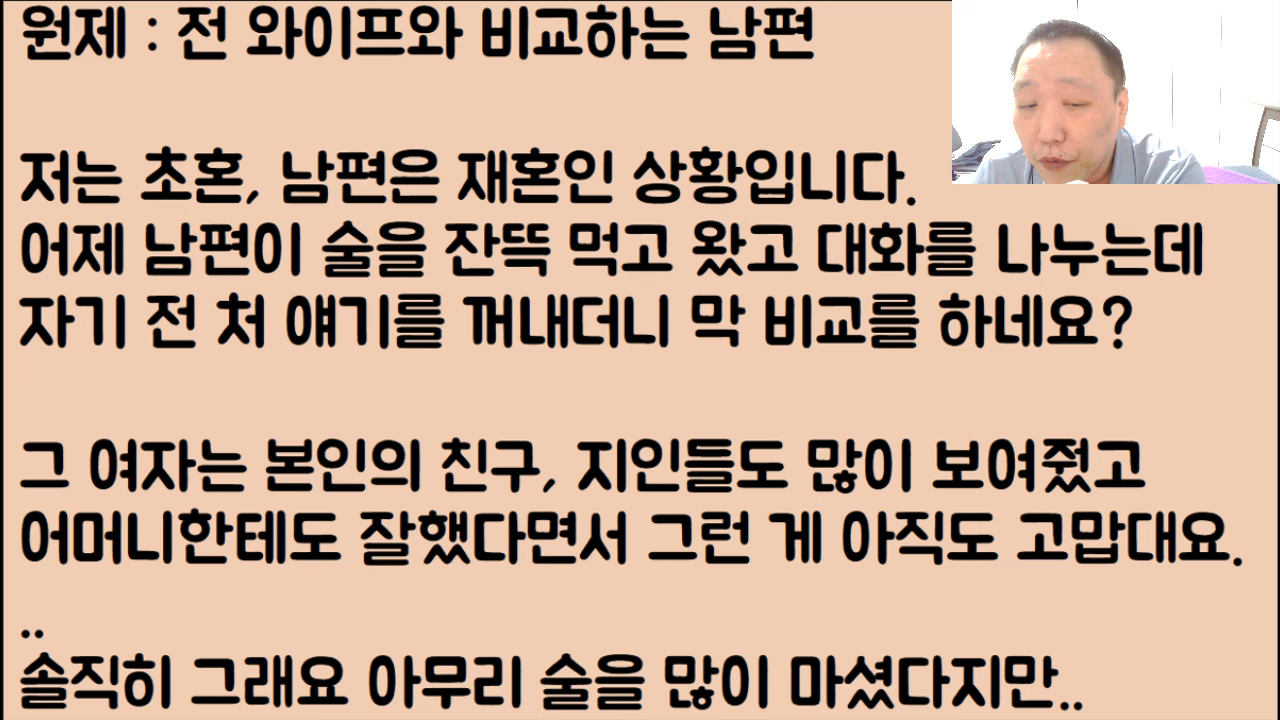 원제 : 전 와이프와 비교하는 남편
저는 초혼, 남편은 재혼인 상황입니다.
어제 남편이 술을 잔뜩 먹고 왔고 대화를 나누는데
자기 전 처 얘기를 꺼내더니 막 비교를 하네요?
그 여자는 본인의 친구, 지인들도 많이 보여줬고
어머니한테도 잘했다면서 그런 게 아직도 고맙대요.
..
솔직히 그래요 아무리 술을 많이 마셨다지만..